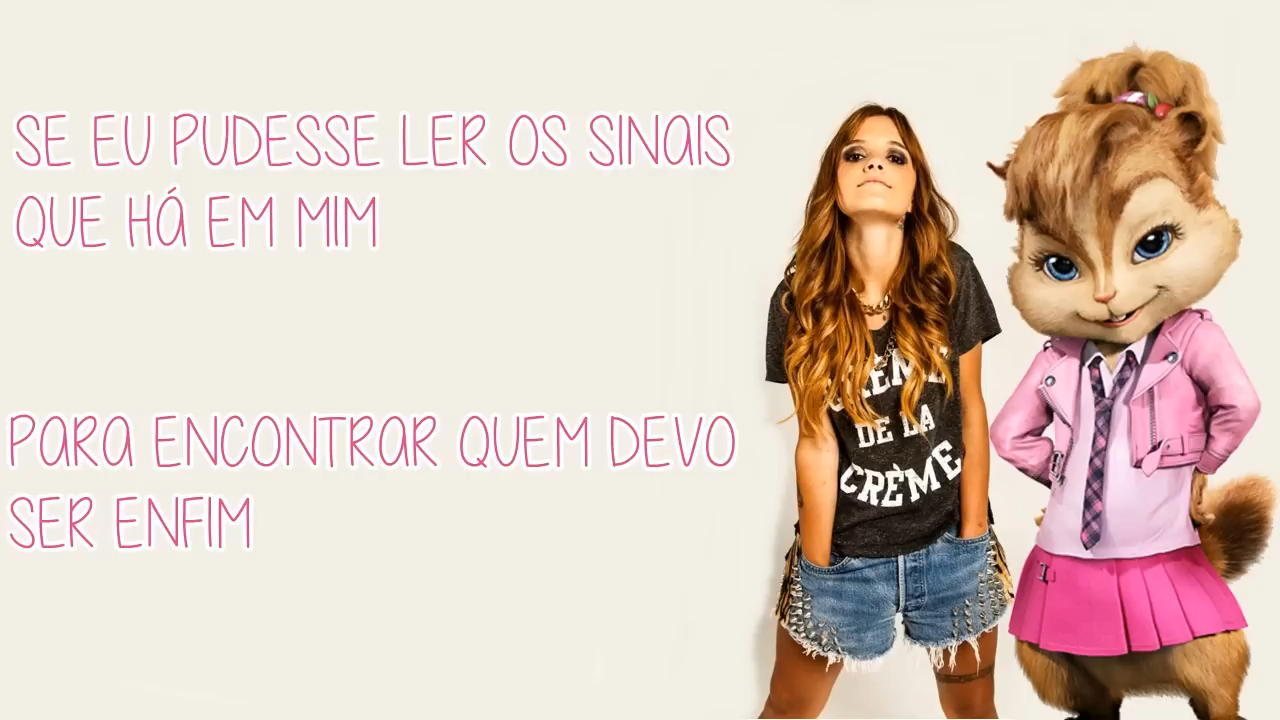 SE EU PUDESSE LER OS SINAIS
QUE HÁ EM MIM
PARA ENCONTRAR QUEM DEVO
SER ENFIM
CRÈME
DE LA
CRÈME